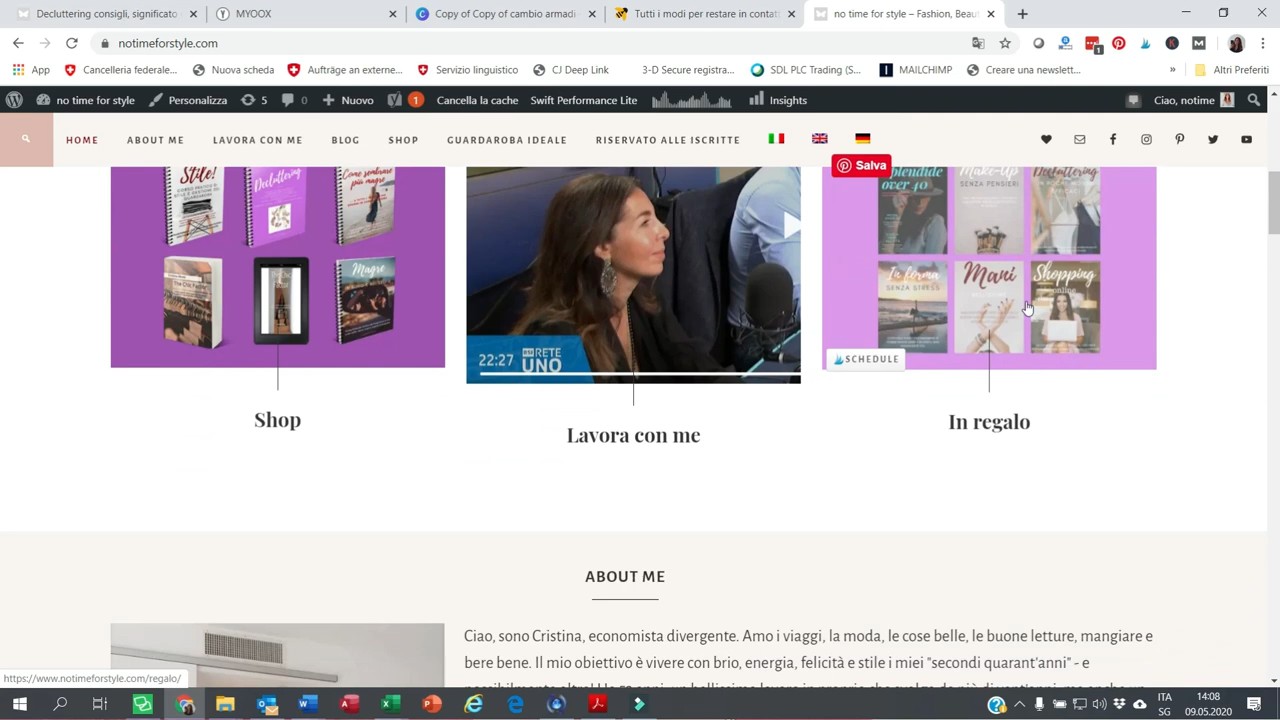 Decluttering consigli, significato
MYOOX
Copy of Copy of cambio armadi
Tutti i modi per restare in contatt
no time for style – Fashion, Beau
notimeforstyle.com
1
App
Cancelleria federale...
Nuova scheda
Aufträge an externe...
Servizio linguistico
CJ Deep Link
3-D Secure registra...
SDL PLC Trading (S...
MAILCHIMP
Creare una newslett...
»
Altri Preferiti
no time for style
Personalizza
5
0
Nuovo
1
Cancella la cache
Swift Performance Lite
Insights
Ciao, notime
HOME
ABOUT ME
LAVORA CON ME
BLOG
SHOP
GUARDAROBA IDEALE
RISERVATO ALLE ISCRITTE
Salva
Stile!
Decluttering
Come sembrare
più magre
Magre
Shop
22:27
RETE
UNO
Lavora con me
Splendide
over 40
Make-Up
SENZA PENSIERI
Decluttering
In forma
SENZA STRESS
Mani
Shopping
online
SCHEDULE
In regalo
ABOUT ME
Ciao, sono Cristina, economista divergente. Amo i viaggi, la moda, le cose belle, le buone letture, mangiare e
bere bene. Il mio obiettivo è vivere con brio, energia, felicità e stile i miei "secondi quarant'anni" - e
https://www.notimeforstyle.com/regalo/
ITA
SG
14:08
09.05.2020